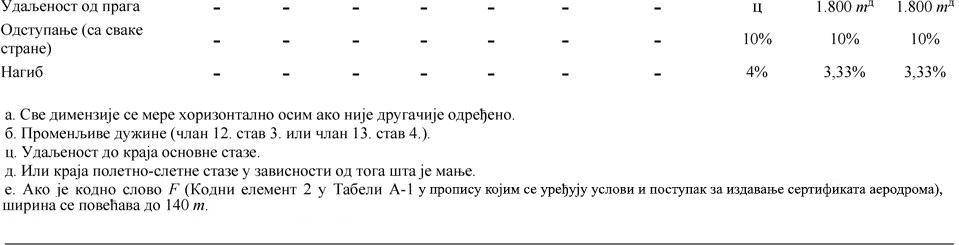 Удаљеност од прага - - - - - - - ц 1.800 mд 1.800 mд
Одступање (са сваке
стране) - - - - - - - 10% 10% 10%
Нагиб - - - - - - - 4% 3,33% 3,33%
а. Све димензије се мере хоризонтално осим ако није другачије одређено.
б. Променљиве дужине (члан 12. став 3. или члан 13. став 4.).
ц. Удаљеност до краја основне стазе.
д. Или краја полетно-слетне стазе у зависности од тога шта је мање.
е. Ако је кодно слово F (Кодни елемент 2 у Табели А-1 у пропису којим се уређују услови и поступак за издавање сертификата аеродрома),
ширина се повећава до 140 m.